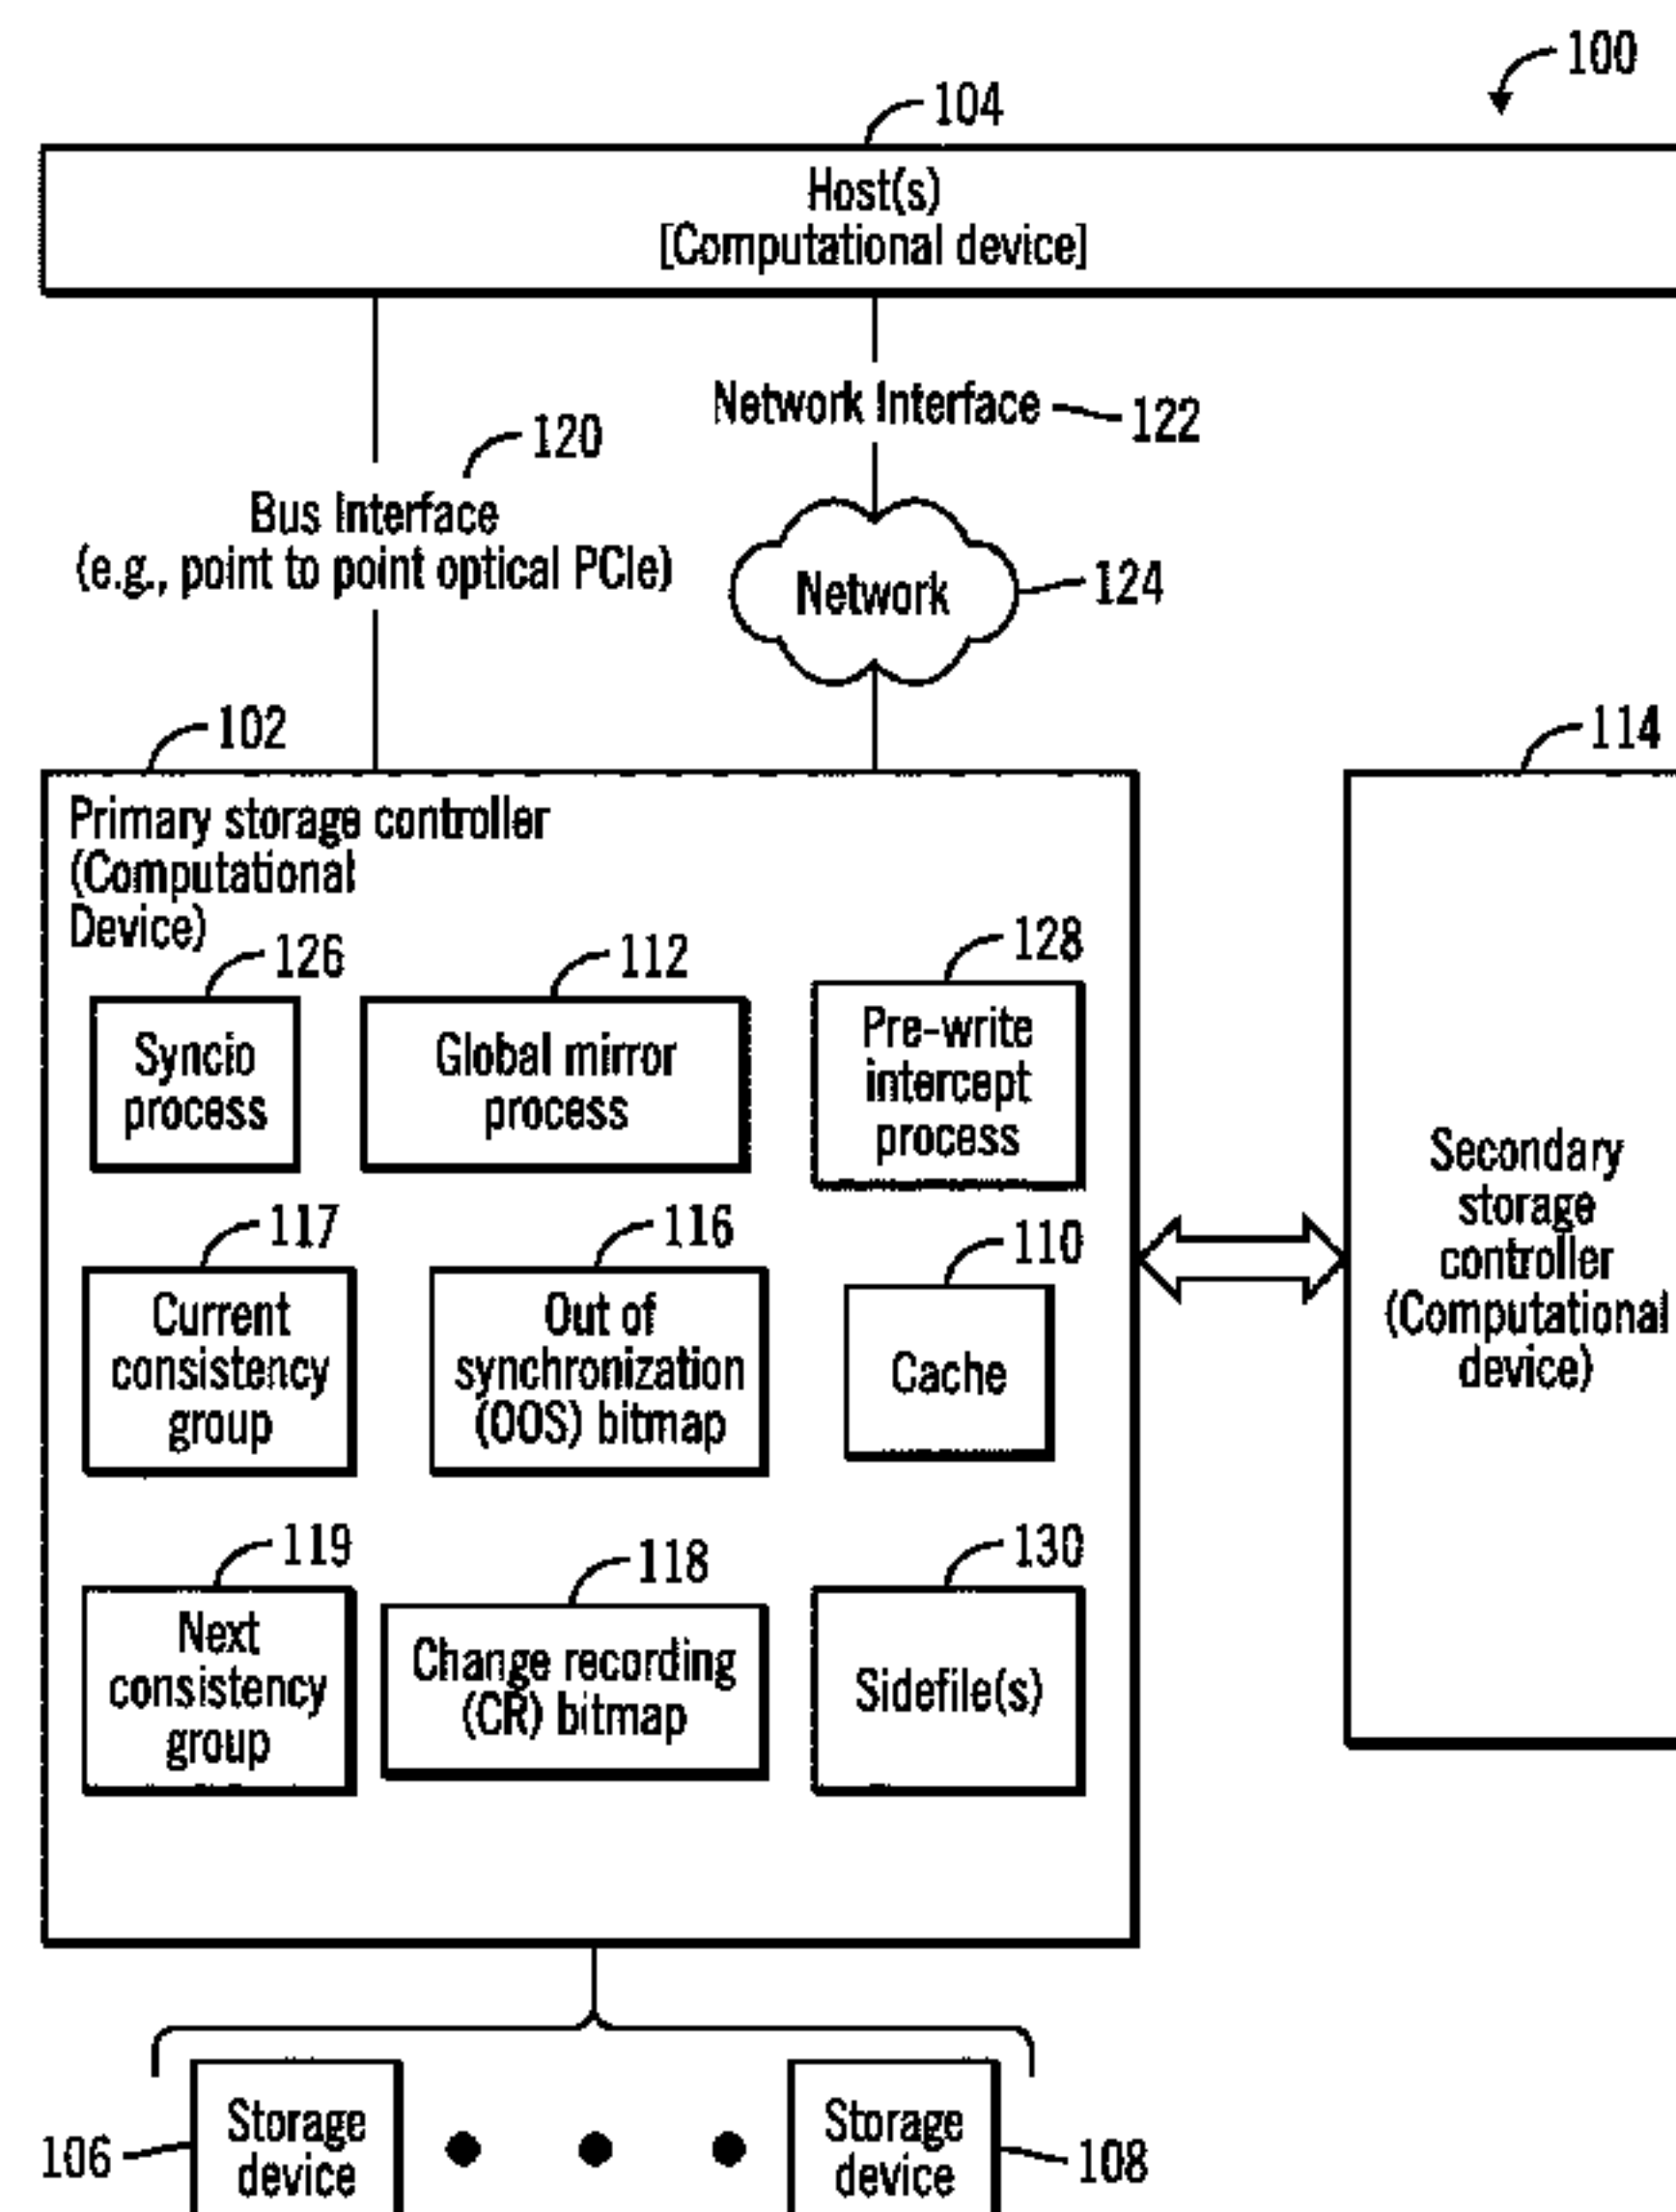 100
104
Host(s)
[Computational device]
Network Interface
122
120
Bus Interface
(e.g., point to point optical PCIe)
Network
124
102
114
Primary storage controller
(Computational
Device)
126
112
128
Syncio
process
Global mirror
process
Pre-write
intercept
process
117
116
110
Current
consistency
group
Out of
synchronization
(OOS) bitmap
Cache
Secondary
storage
controller
(Computational
device)
119
118
130
Next
consistency
group
Change recording
(CR) bitmap
Sidefile(s)
106
Storage
device
Storage
device
108